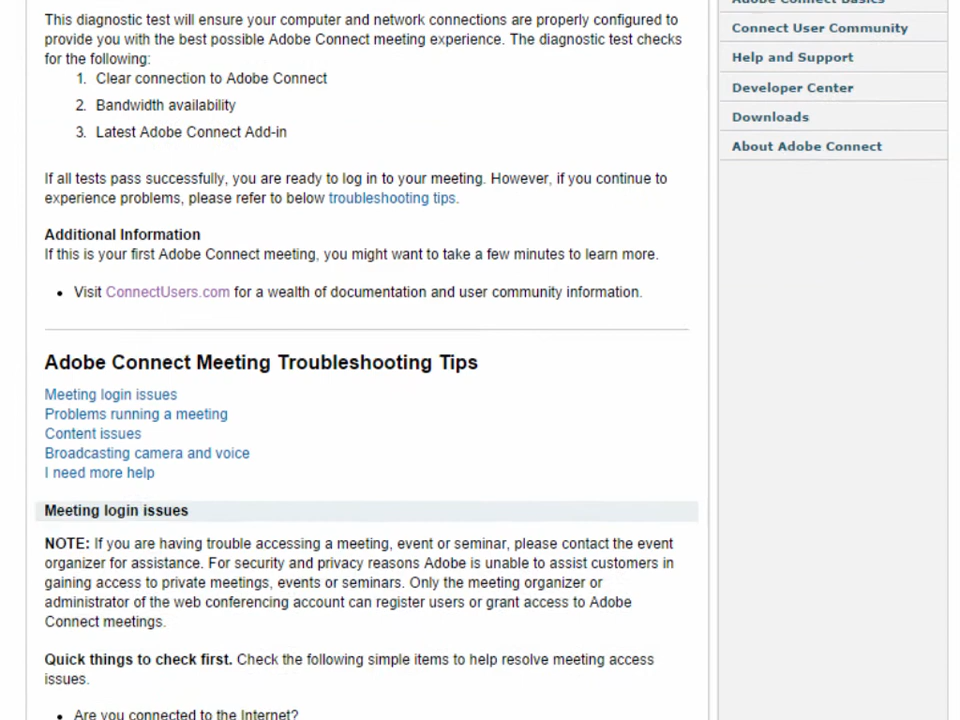 This diagnostic test will ensure your computer and network connections are properly configured to
provide you with the best possible Adobe Connect meeting experience. The diagnostic test checks
for the following:
1. Clear connection to Adobe Connect
2. Bandwidth availability
3. Latest Adobe Connect Add-in
If all tests pass successfully, you are ready to log in to your meeting. However, if you continue to
experience problems, please refer to below troubleshooting tips.
Additional Information
If this is your first Adobe Connect meeting, you might want to take a few minutes to learn more.
• Visit ConnectUsers.com for a wealth of documentation and user community information.
Adobe Connect Meeting Troubleshooting Tips
Meeting login issues
Problems running a meeting
Content issues
Broadcasting camera and voice
I need more help
Meeting login issues
NOTE: If you are having trouble accessing a meeting, event or seminar, please contact the event
organizer for assistance. For security and privacy reasons Adobe is unable to assist customers in
gaining access to private meetings, events or seminars. Only the meeting organizer or
administrator of the web conferencing account can register users or grant access to Adobe
Connect meetings.
Quick things to check first. Check the following simple items to help resolve meeting access
issues.
• Are you connected to the Internet?
Adobe Connect Basics
Connect User Community
Help and Support
Developer Center
Downloads
About Adobe Connect